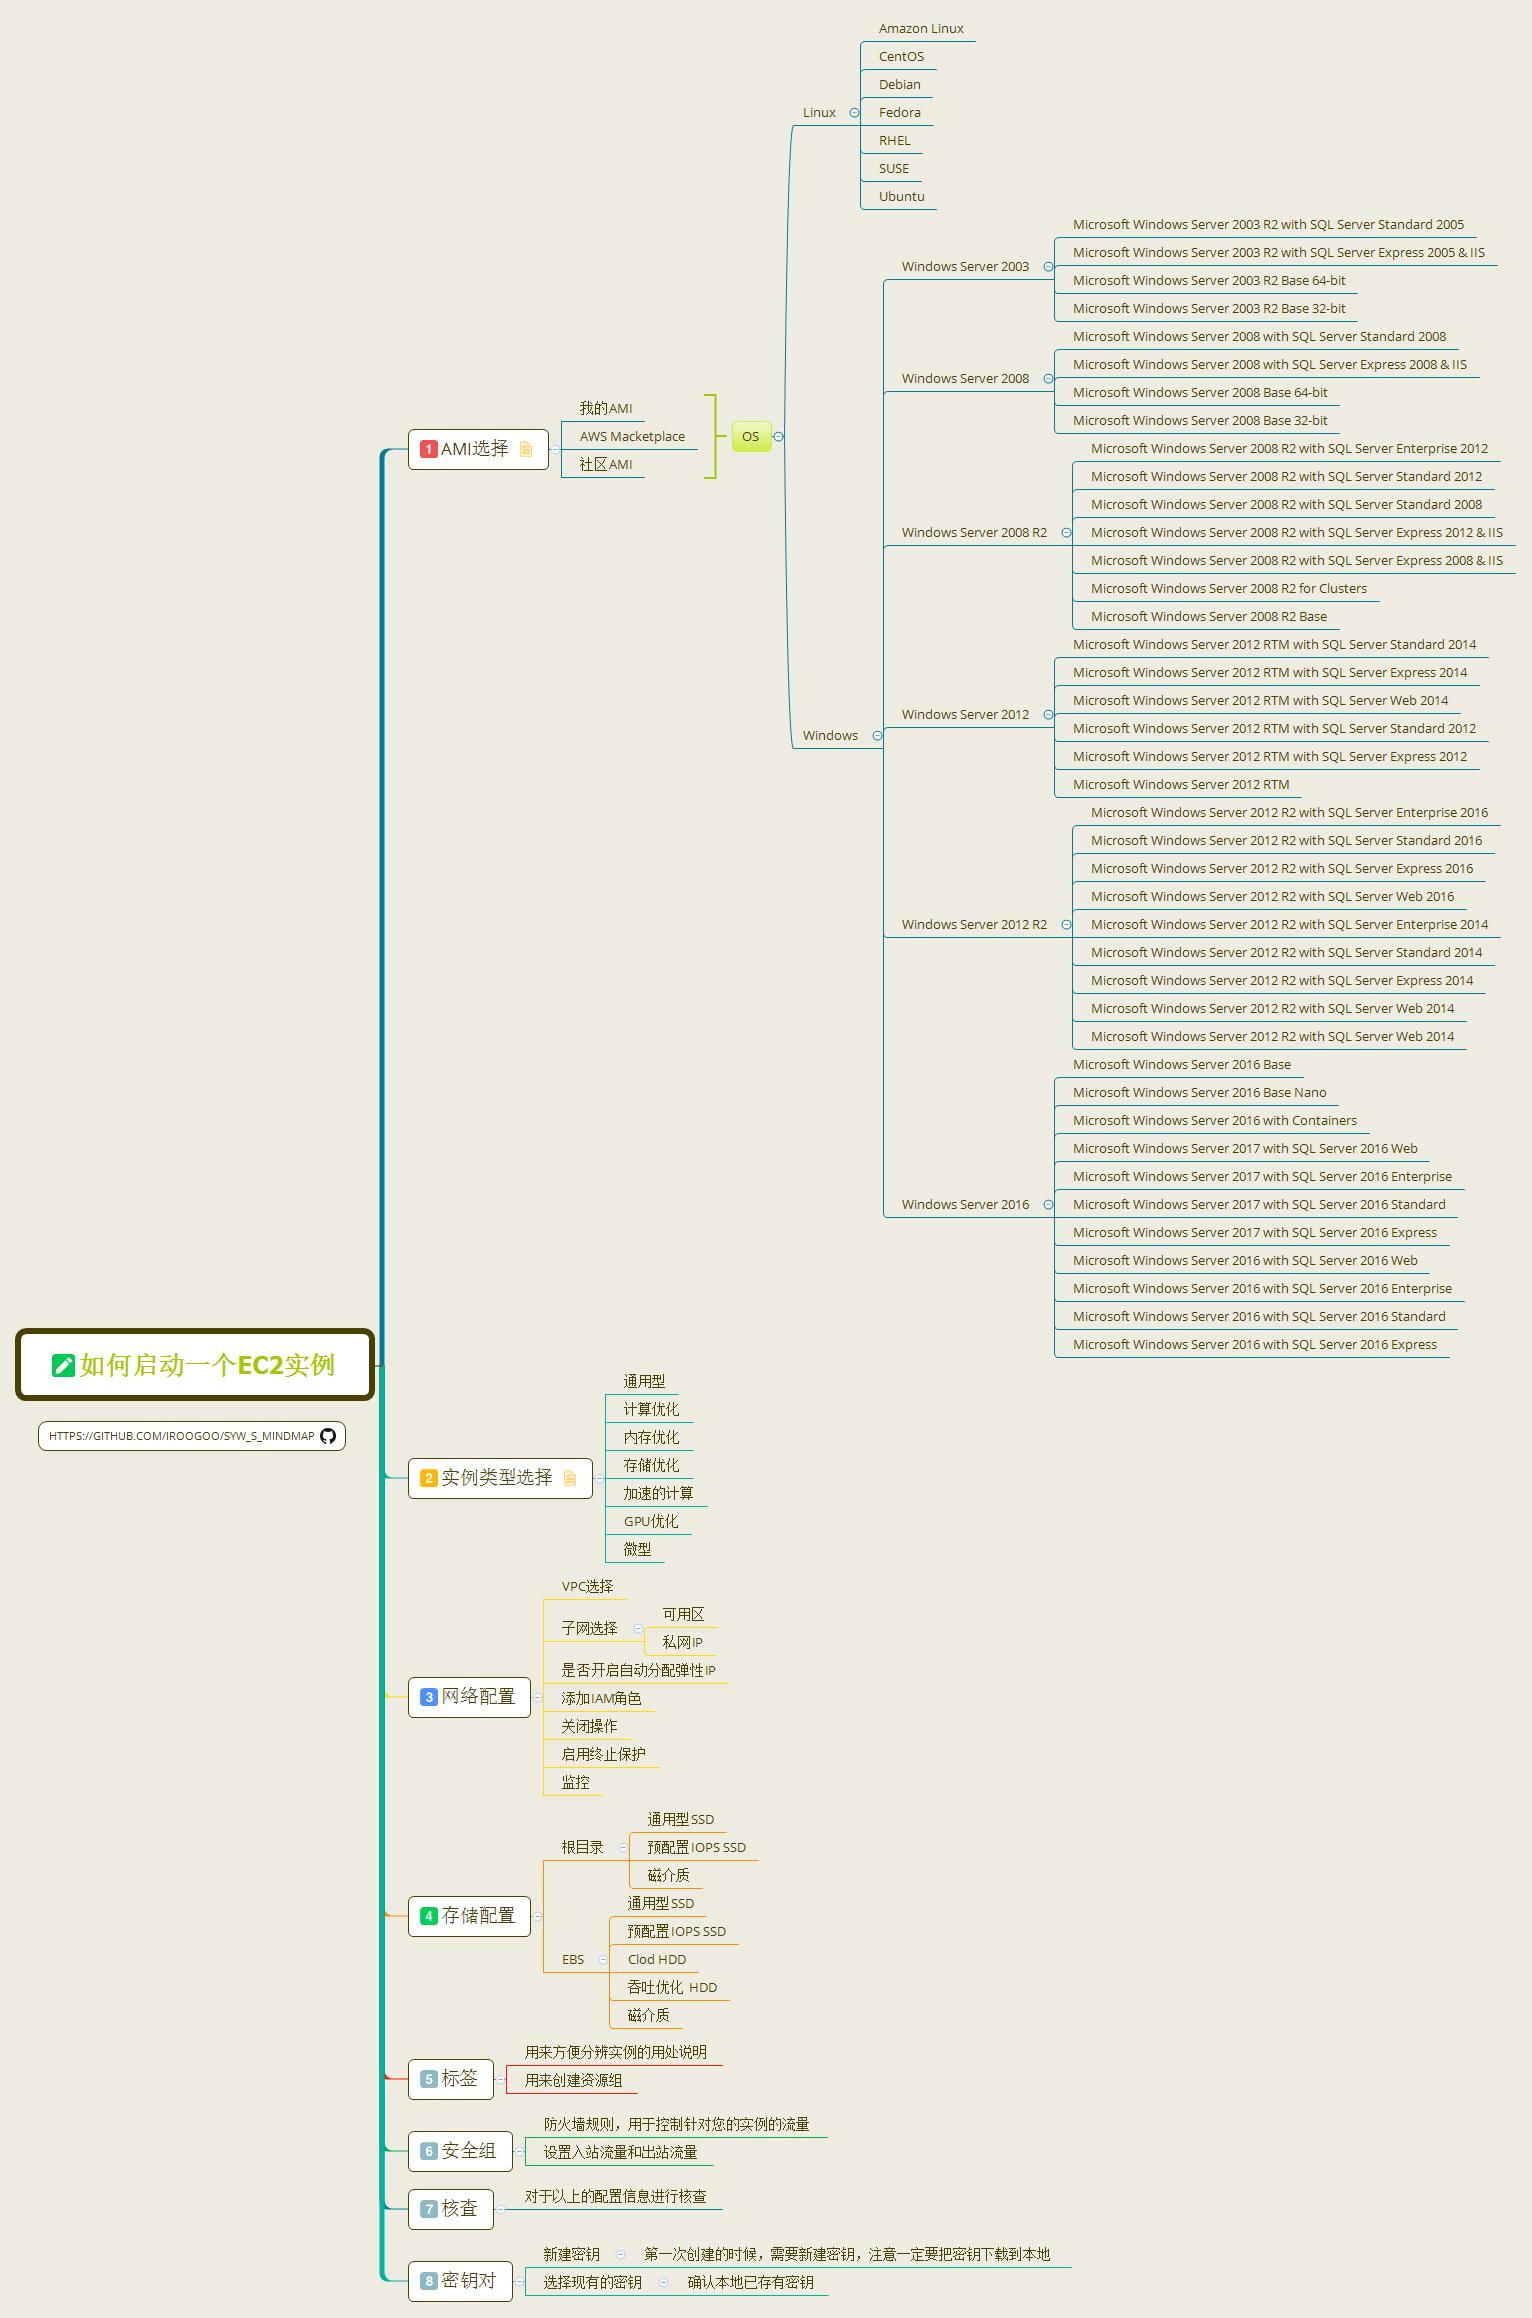 如何启动一个EC2实例
HTTPS://GITHUB.COM/IROOGOO/SYW_S_MINDMAP
1 AMI选择
我的AMI
AWS Macketplace
社区AMI
OS
Linux
Amazon Linux
CentOS
Debian
Fedora
RHEL
SUSE
Ubuntu
Windows
Windows Server 2003
Microsoft Windows Server 2003 R2 with SQL Server Standard 2005
Microsoft Windows Server 2003 R2 with SQL Server Express 2005 & IIS
Microsoft Windows Server 2003 R2 Base 64-bit
Microsoft Windows Server 2003 R2 Base 32-bit
Windows Server 2008
Microsoft Windows Server 2008 with SQL Server Standard 2008
Microsoft Windows Server 2008 with SQL Server Express 2008 & IIS
Microsoft Windows Server 2008 Base 64-bit
Microsoft Windows Server 2008 Base 32-bit
Windows Server 2008 R2
Microsoft Windows Server 2008 R2 with SQL Server Enterprise 2012
Microsoft Windows Server 2008 R2 with SQL Server Standard 2012
Microsoft Windows Server 2008 R2 with SQL Server Standard 2008
Microsoft Windows Server 2008 R2 with SQL Server Express 2012 & IIS
Microsoft Windows Server 2008 R2 with SQL Server Express 2008 & IIS
Microsoft Windows Server 2008 R2 for Clusters
Microsoft Windows Server 2008 R2 Base
Windows Server 2012
Microsoft Windows Server 2012 RTM with SQL Server Standard 2014
Microsoft Windows Server 2012 RTM with SQL Server Express 2014
Microsoft Windows Server 2012 RTM with SQL Server Web 2014
Microsoft Windows Server 2012 RTM with SQL Server Standard 2012
Microsoft Windows Server 2012 RTM with SQL Server Express 2012
Microsoft Windows Server 2012 RTM
Windows Server 2012 R2
Microsoft Windows Server 2012 R2 with SQL Server Enterprise 2016
Microsoft Windows Server 2012 R2 with SQL Server Standard 2016
Microsoft Windows Server 2012 R2 with SQL Server Express 2016
Microsoft Windows Server 2012 R2 with SQL Server Web 2016
Microsoft Windows Server 2012 R2 with SQL Server Enterprise 2014
Microsoft Windows Server 2012 R2 with SQL Server Standard 2014
Microsoft Windows Server 2012 R2 with SQL Server Express 2014
Microsoft Windows Server 2012 R2 with SQL Server Web 2014
Microsoft Windows Server 2012 R2 with SQL Server Web 2014
Windows Server 2016
Microsoft Windows Server 2016 Base
Microsoft Windows Server 2016 Base Nano
Microsoft Windows Server 2016 with Containers
Microsoft Windows Server 2017 with SQL Server 2016 Web
Microsoft Windows Server 2017 with SQL Server 2016 Enterprise
Microsoft Windows Server 2017 with SQL Server 2016 Standard
Microsoft Windows Server 2017 with SQL Server 2016 Express
Microsoft Windows Server 2016 with SQL Server 2016 Web
Microsoft Windows Server 2016 with SQL Server 2016 Enterprise
Microsoft Windows Server 2016 with SQL Server 2016 Standard
Microsoft Windows Server 2016 with SQL Server 2016 Express
2 实例类型选择
通用型
计算优化
内存优化
存储优化
加速的计算
GPU优化
微型
3 网络配置
VPC选择
子网选择
可用区
私网IP
是否开启自动分配弹性IP
添加IAM角色
关闭操作
启用终止保护
监控
4 存储配置
根目录
通用型SSD
预配置IOPS SSD
磁介质
EBS
通用型SSD
预配置IOPS SSD
Clod HDD
吞吐优化 HDD
磁介质
5 标签
用来方便分辨实例的用处说明
用来创建资源组
6 安全组
防火墙规则，用于控制针对您的实例的流量
设置入站流量和出站流量
7 核查
对于以上的配置信息进行核查
8 密钥对
新建密钥
第一次创建的时候，需要新建密钥，注意一定要把密钥下载到本地
选择现有的密钥
确认本地已存有密钥